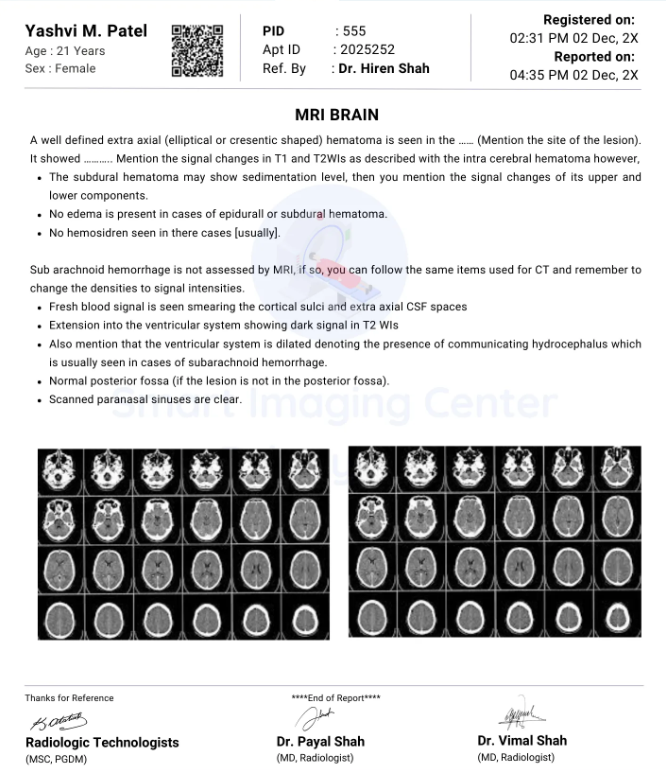 Yashvi M. Patel
Age : 21 Years
Sex : Female
PID : 555
Apt ID : 2025252
Ref. By : Dr. Hiren Shah
Registered on:
02:31 PM 02 Dec, 2X
Reported on:
04:35 PM 02 Dec, 2X
MRI BRAIN
A well defined extra axial (elliptical or cresentic shaped) hematoma is seen in the ...... (Mention the site of the lesion).
It showed ........... Mention the signal changes in T1 and T2WIs as described with the intra cerebral hematoma however,
• The subdural hematoma may show sedimentation level, then you mention the signal changes of its upper and
lower components.
• No edema is present in cases of epidurall or subdural hematoma.
• No hemosidren seen in there cases [usually].
Sub arachnoid hemorrhage is not assessed by MRI, if so, you can follow the same items used for CT and remember to
change the densities to signal intensities.
• Fresh blood signal is seen smearing the cortical sulci and extra axial CSF spaces
• Extension into the ventricular system showing dark signal in T2 WIs
• Also mention that the ventricular system is dilated denoting the presence of communicating hydrocephalus which
is usually seen in cases of subarachnoid hemorrhage.
• Normal posterior fossa (if the lesion is not in the posterior fossa).
• Scanned paranasal sinuses are clear.
Smart Imaging Center
Thanks for Reference
****End of Report****
Radiologic Technologists
(MSC, PGDM)
Dr. Payal Shah
(MD, Radiologist)
Dr. Vimal Shah
(MD, Radiologist)